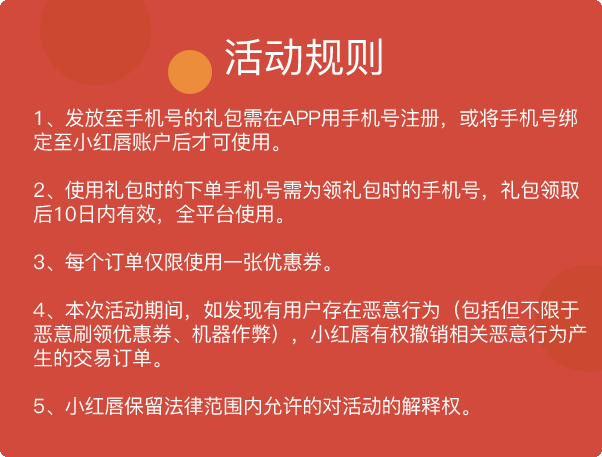 活动规则
1、发放至手机号的礼包需在APP用手机号注册，或将手机号绑
定至小红唇账户后才可使用。
2、使用礼包时的下单手机号需为领礼包时的手机号，礼包领取
后10日内有效，全平台使用。
3、每个订单仅限使用一张优惠券。
4、本次活动期间，如发现有用户存在恶意行为（包括但不限于
恶意刷领优惠券、机器作弊），小红唇有权撤销相关恶意行为产
生的交易订单。
5、小红唇保留法律范围内允许的对活动的解释权。